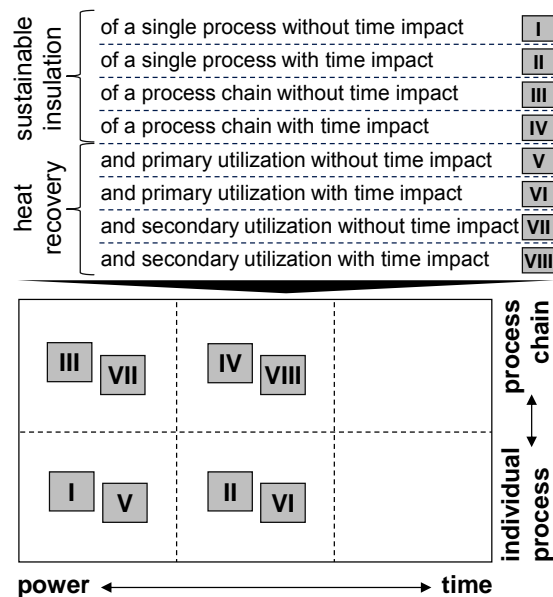 sustainable insulation
of a single process without time impact I
of a single process with time impact II
of a process chain without time impact III
of a process chain with time impact IV
heat recovery
and primary utilization without time impact V
and primary utilization with time impact VI
and secondary utilization without time impact VII
and secondary utilization with time impact VIII
III VII IV VIII
process chain
I V II VI
individual process
power time